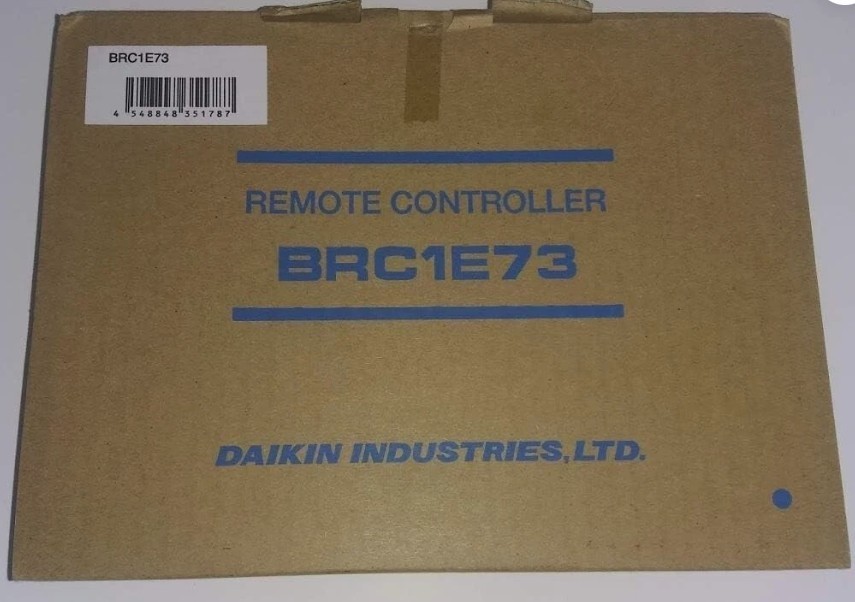 BRC1E73
4 548848 351787
REMOTE CONTROLLER
BRC1E73
DAIKIN INDUSTRIES, LTD.